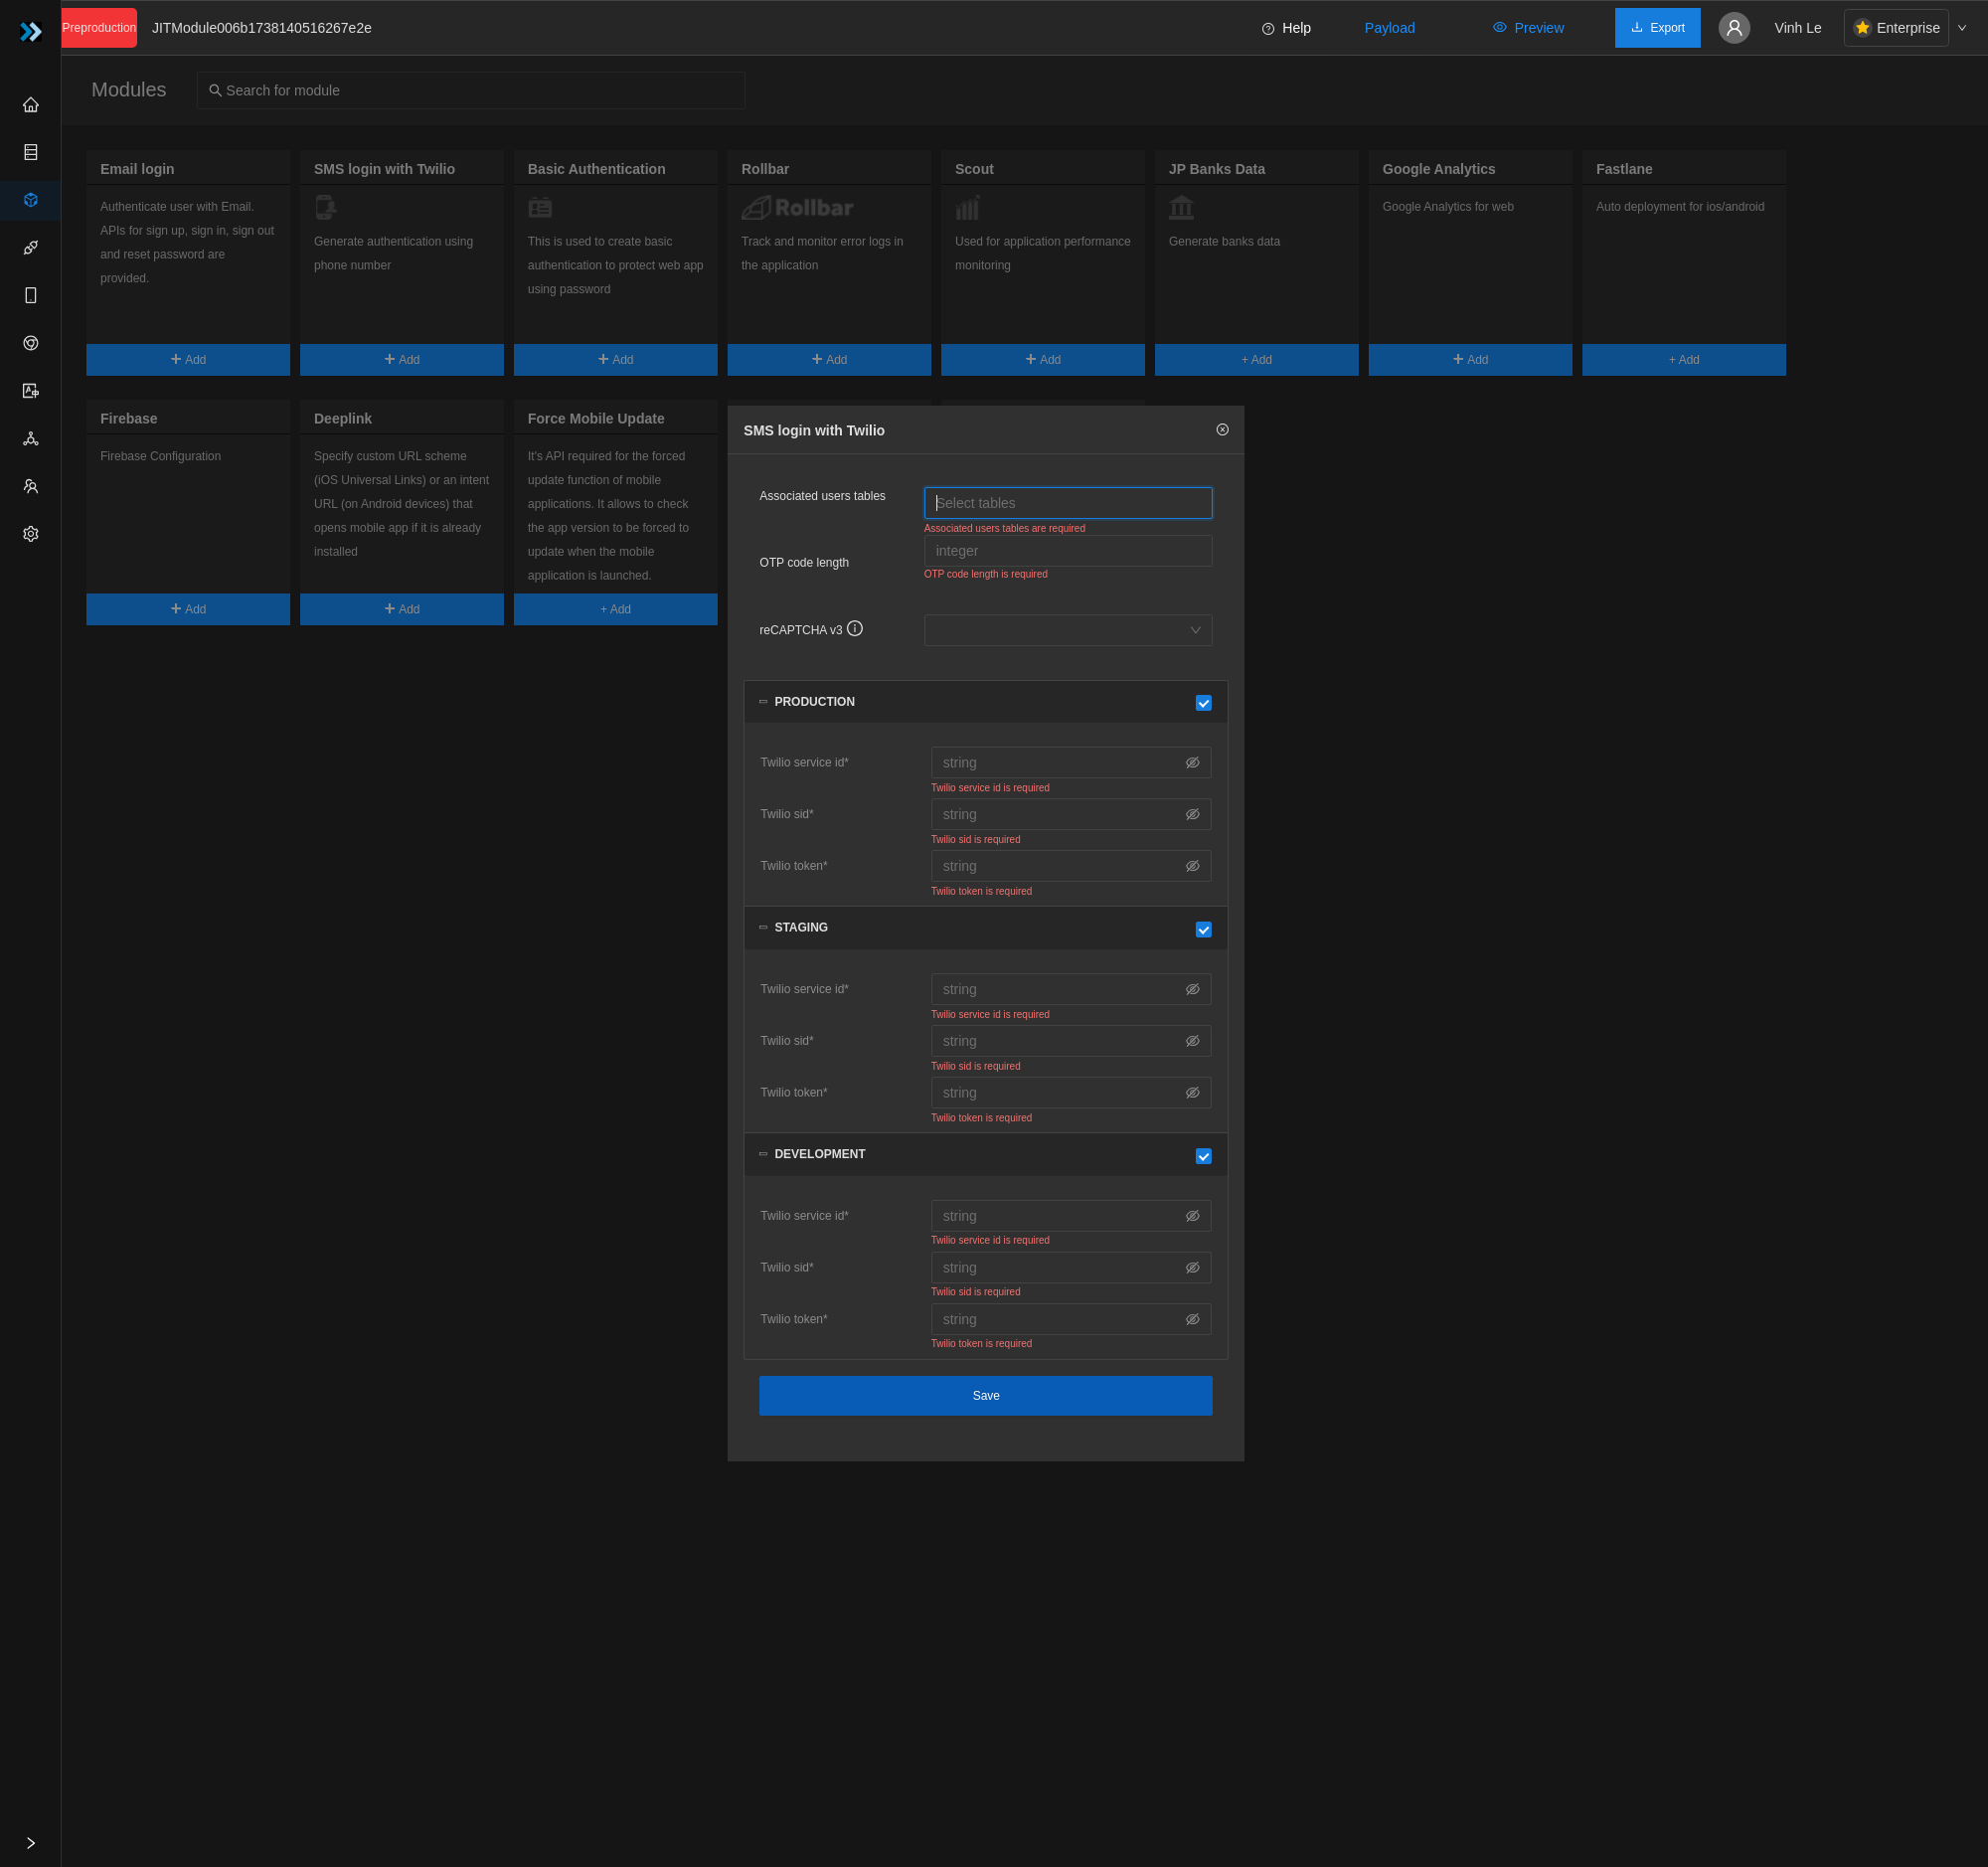 Preproduction JITModule006b1738140516267e2e Help Payload Preview Export Vinh Le Enterprise
Modules Search for module
Email login
Authenticate user with Email.
APIs for sign up, sign in, sign out
and reset password are
provided.
Add
SMS login with Twilio
Generate authentication using
phone number
Add
Basic Authentication
This is used to create basic
authentication to protect web app
using password
Add
Rollbar
Rollbar
Track and monitor error logs in
the application
Add
Scout
Used for application performance
monitoring
Add
JP Banks Data
Generate banks data
+ Add
Google Analytics
Google Analytics for web
Add
Fastlane
Auto deployment for ios/android
+ Add
Firebase
Firebase Configuration
Add
Deeplink
Specify custom URL scheme
(iOS Universal Links) or an intent
URL (on Android devices) that
opens mobile app if it is already
installed
Add
Force Mobile Update
It's API required for the forced
update function of mobile
applications. It allows to check
the app version to be forced to
update when the mobile
application is launched.
+ Add
SMS login with Twilio
Associated users tables Select tables
Associated users tables are required
OTP code length integer
OTP code length is required
reCAPTCHA v3
PRODUCTION
Twilio service id* string
Twilio service id is required
Twilio sid* string
Twilio sid is required
Twilio token* string
Twilio token is required
STAGING
Twilio service id* string
Twilio service id is required
Twilio sid* string
Twilio sid is required
Twilio token* string
Twilio token is required
DEVELOPMENT
Twilio service id* string
Twilio service id is required
Twilio sid* string
Twilio sid is required
Twilio token* string
Twilio token is required
Save